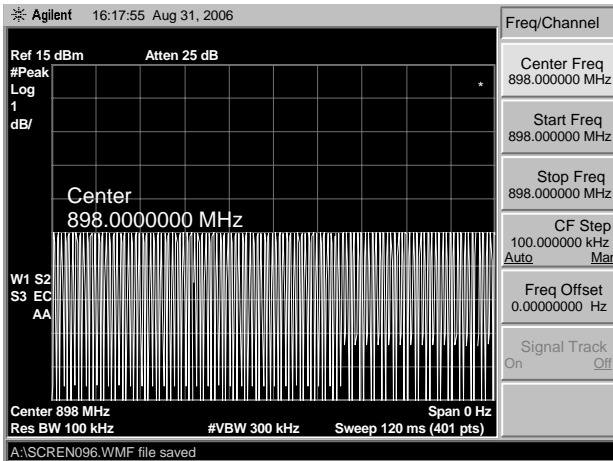 Agilent 16:17:55 Aug 31, 2006
Freq/Channel
Ref 15 dBm Atten 25 dB
#Peak
Log
1
dB/
*
Center
898.0000000 MHz
W1 S2
S3 EC
AA
Center 898 MHz Span 0 Hz
Res BW 100 kHz #VBW 300 kHz Sweep 120 ms (401 pts)
A:\SCREN096.WMF file saved
Center Freq
898.000000 MHz
Start Freq
898.000000 MHz
Stop Freq
898.000000 MHz
CF Step
100.000000 kHz
Auto Man
Freq Offset
0.00000000 Hz
Signal Track
On Off